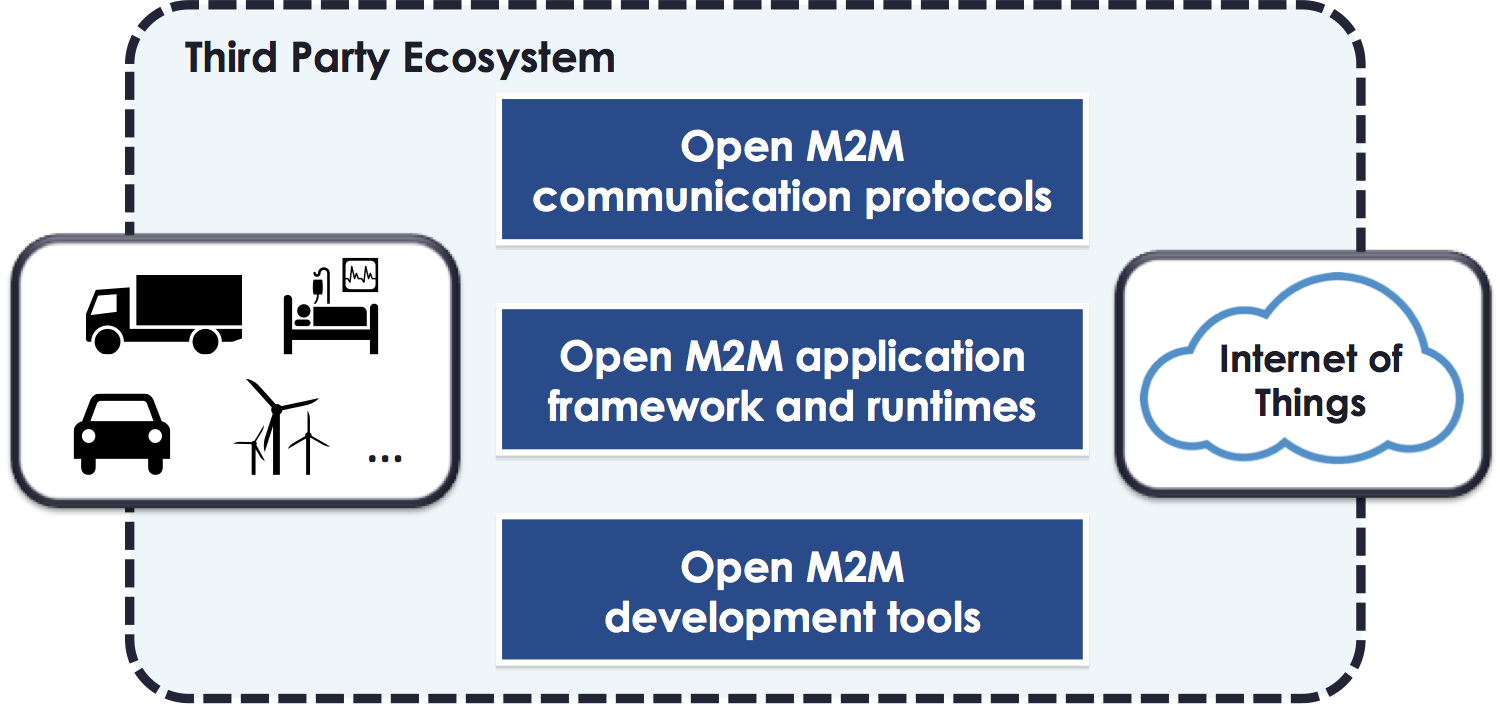 Third Party Ecosystem
Open M2M
communication protocols
Open M2M application
framework and runtimes
Open M2M
development tools
...
Internet of
Things